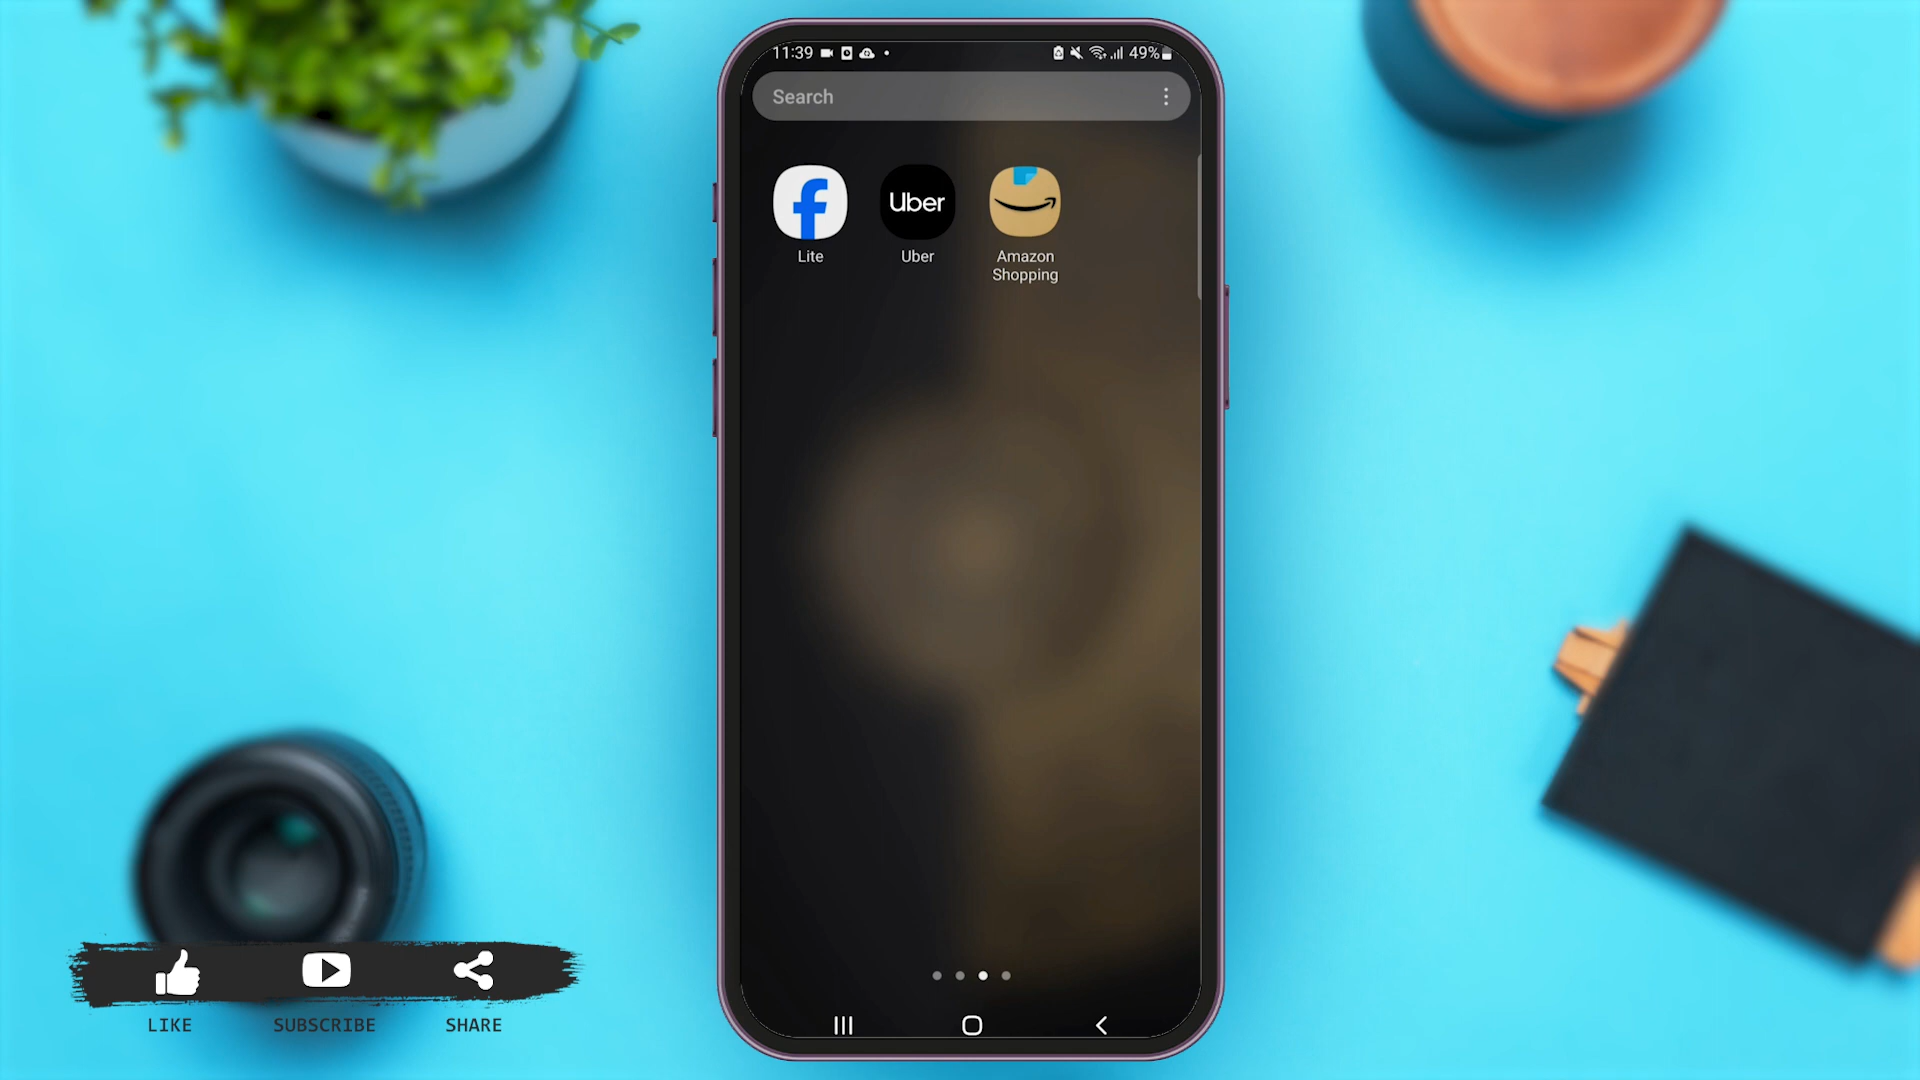 11:39
49%
Search
Uber
Lite
Uber
Amazon
Shopping
LIKE
SUBSCRIBE
SHARE